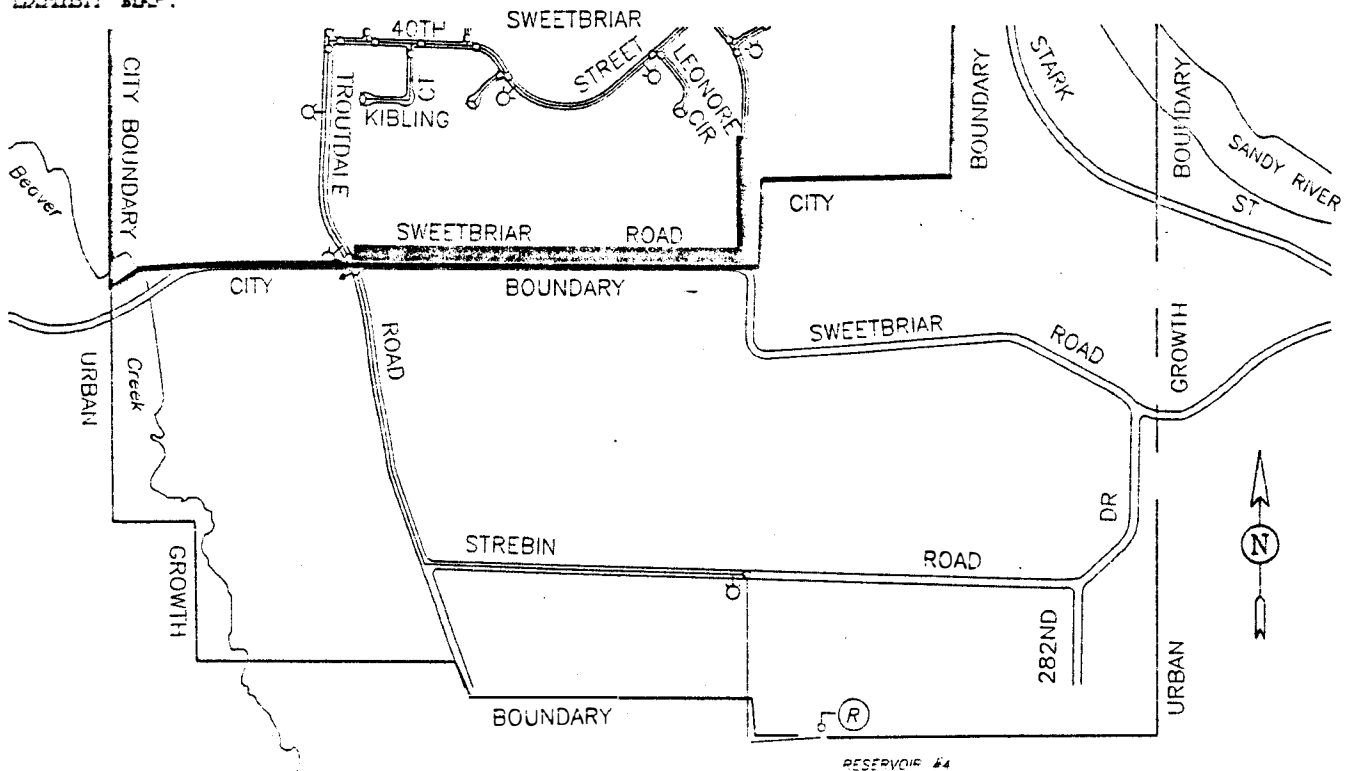 SWEETBRIAR
40TH
STREET
LEONORE
CIR
CT
KIBLING
TROUTDALE
CITY BOUNDARY
Beaver
BOUNDARY
STARK
ST
BOUNDARY
SANDY RIVER
CITY
SWEETBRIAR ROAD
CITY BOUNDARY
ROAD
SWEETBRIAR ROAD
GROWTH
URBAN
Creek
GROWTH
STREBIN ROAD
DR
N
282ND
URBAN
BOUNDARY
R
RESERVOIR #4